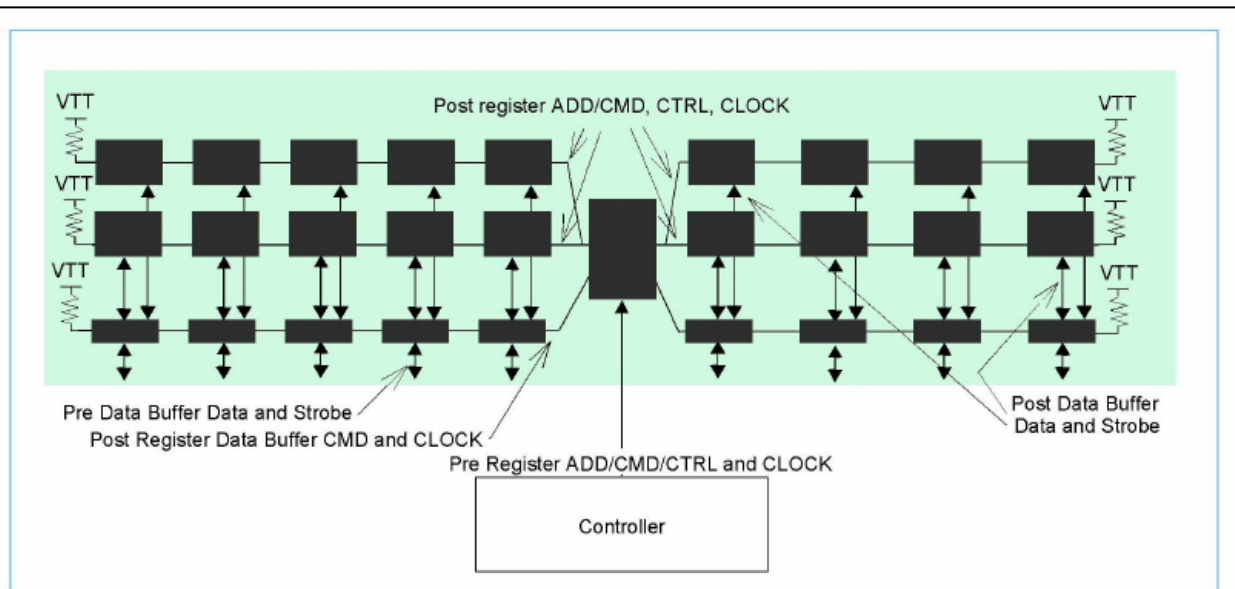 VTT
VTT
Post register ADD/CMD, CTRL, CLOCK
VTT
VTT
VTT
VTT
Pre Data Buffer Data and Strobe
Post Register Data Buffer CMD and CLOCK
Post Data Buffer
Data and Strobe
Pre Register ADD/CMD/CTRL and CLOCK
Controller